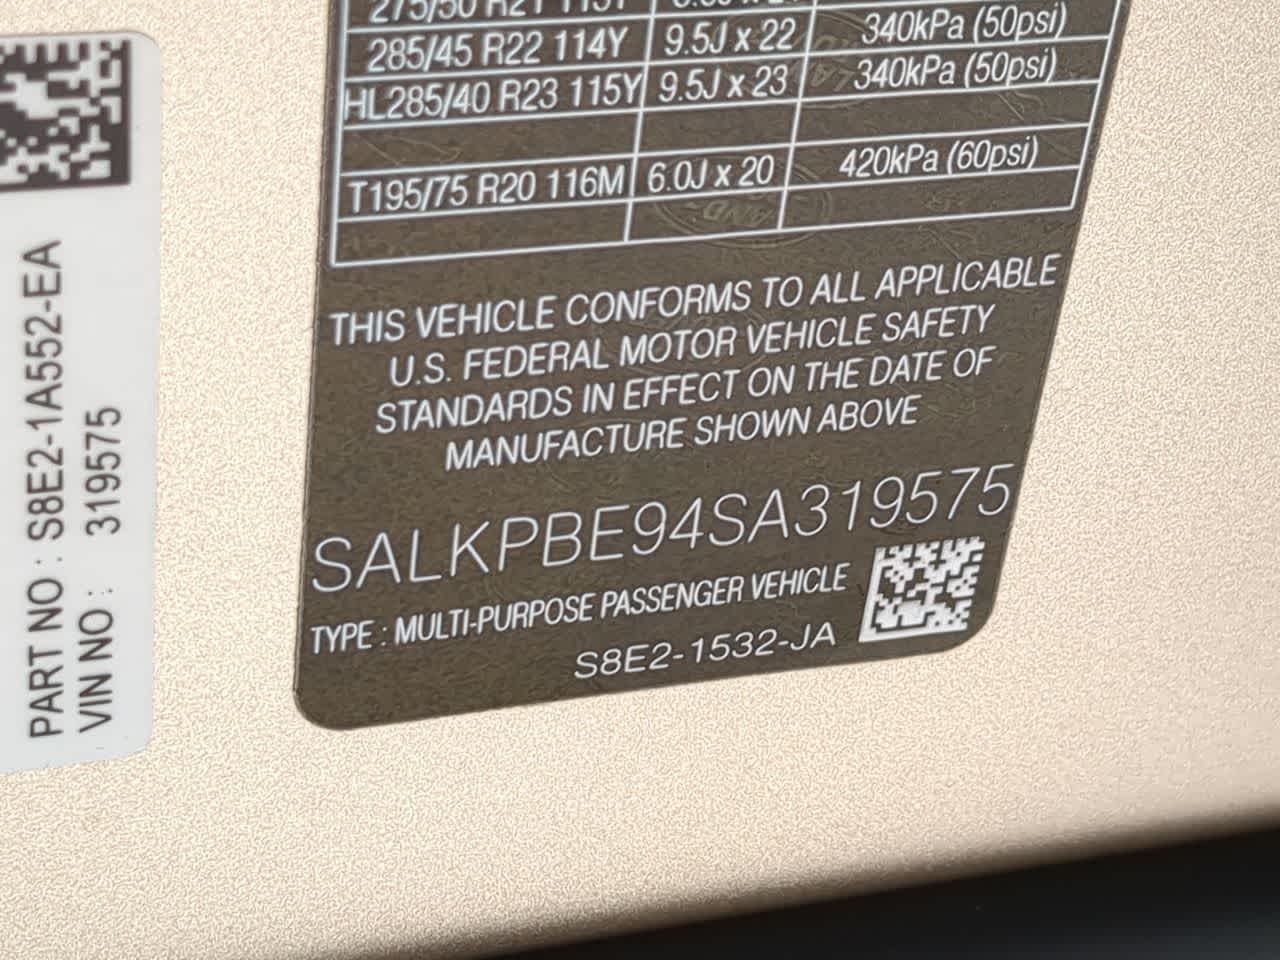 285/45 R22 114Y 9.5J x 22 340kPa (50psi)
HL285/40 R23 115Y 9.5J x 23 340kPa (50psi)
T195/75 R20 116M 6.0J x 20 420kPa (60psi)
THIS VEHICLE CONFORMS TO ALL APPLICABLE
U.S. FEDERAL MOTOR VEHICLE SAFETY
STANDARDS IN EFFECT ON THE DATE OF
MANUFACTURE SHOWN ABOVE
SALKPBE94SA319575
TYPE : MULTI-PURPOSE PASSENGER VEHICLE
S8E2-1532-JA
PART NO : S8E2-1A552-EA
VIN NO : 319575